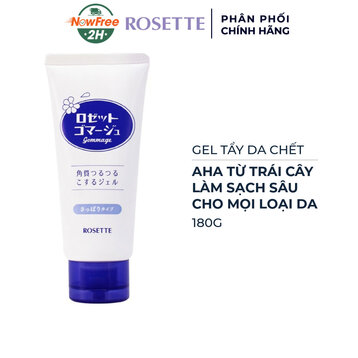 NowFree
2H
ROSETTE
PHÂN PHỐI
CHÍNH HÃNG
ロゼット
ゴマージュ
Gommage
角質つるつる
こするジェル
さっぱりタイプ
ROSETTE
GEL TẨY DA CHẾT
AHA TỪ TRÁI CÂY
LÀM SẠCH SÂU
CHO MỌI LOẠI DA
180G